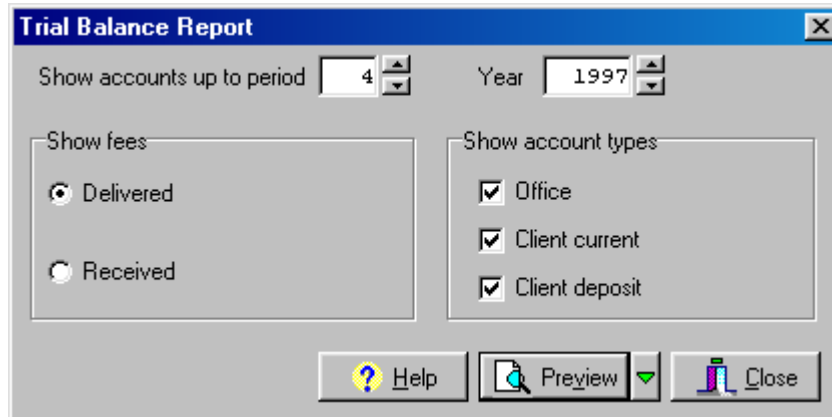 Trial Balance Report
Show accounts up to period 4 Year 1997
Show fees
Delivered
Received
Show account types
Office
Client current
Client deposit
? Help Preview Close